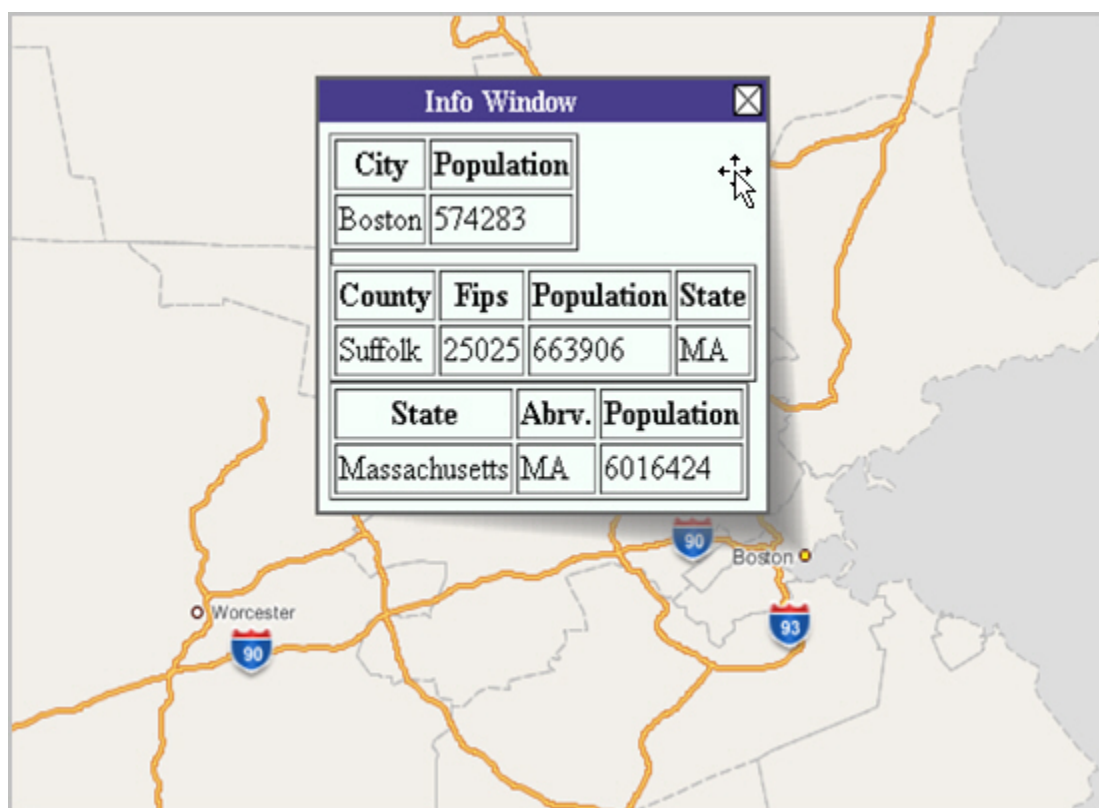 Info Window
City Population
Boston 574283
County Fips Population State
Suffolk 25025 663906 MA
State Abrv. Population
Massachusetts MA 6016424
90
Boston
Worcester
93
90